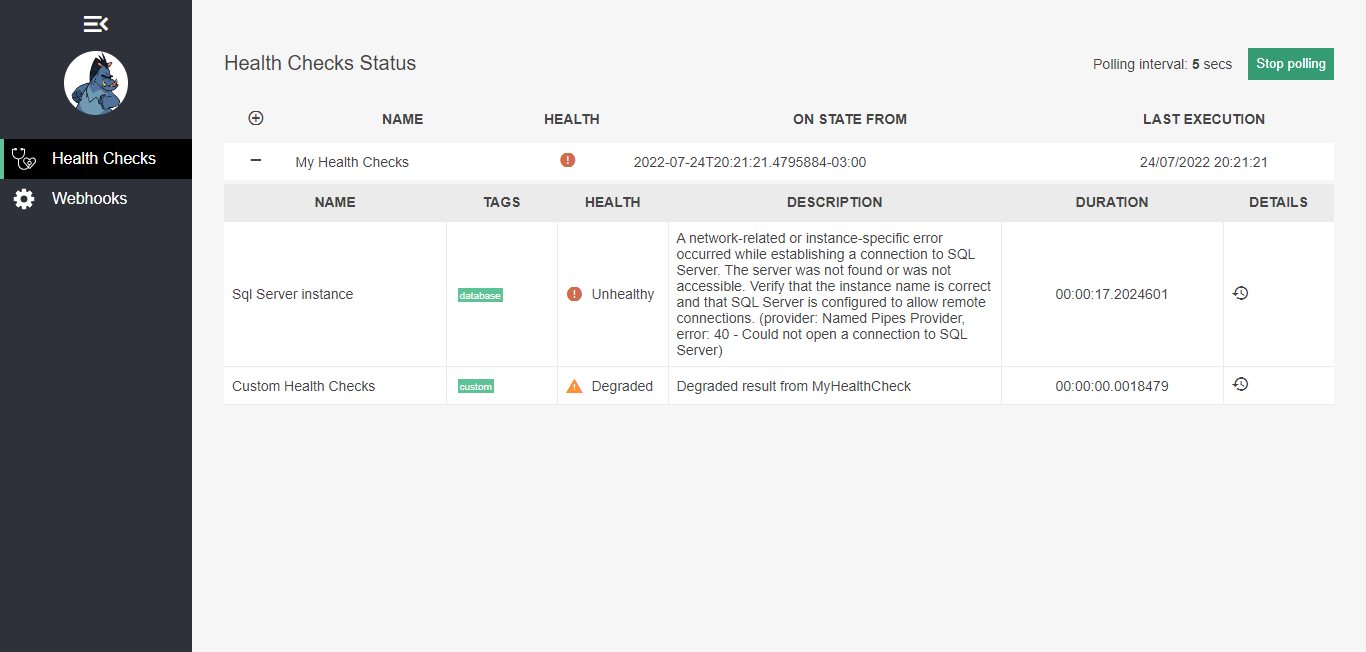 Health Checks
Webhooks
Health Checks Status
Polling interval: 5 secs
Stop polling
NAME HEALTH ON STATE FROM LAST EXECUTION
My Health Checks 2022-07-24T20:21:21.4795884-03:00 24/07/2022 20:21:21
NAME TAGS HEALTH DESCRIPTION DURATION DETAILS
Sql Server instance
database
Unhealthy
A network-related or instance-specific error
occurred while establishing a connection to SQL
Server. The server was not found or was not
accessible. Verify that the instance name is correct
and that SQL Server is configured to allow remote
connections. (provider: Named Pipes Provider,
error: 40 - Could not open a connection to SQL
Server)
00:00:17.2024601
Custom Health Checks
custom
Degraded
Degraded result from MyHealthCheck
00:00:00.0018479